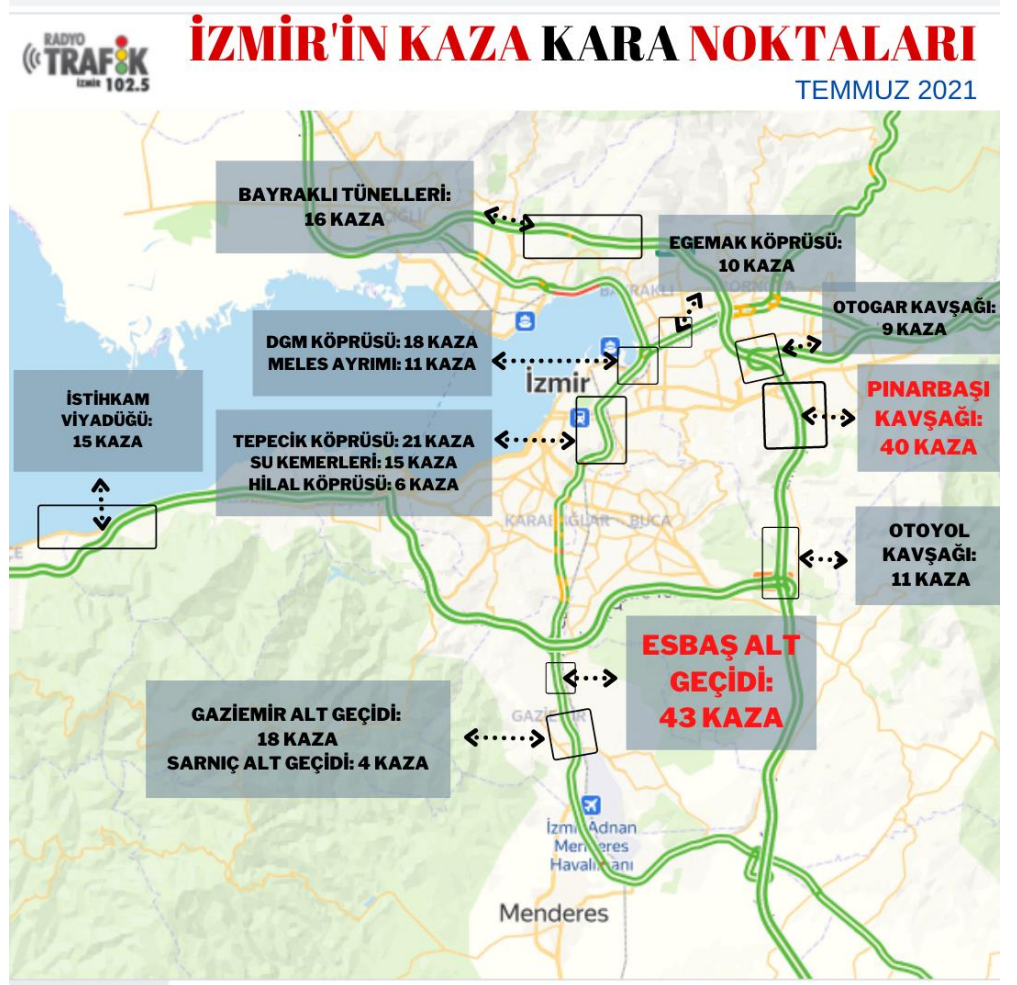 RADYO
TRAFİK
İZMİR 102.5
İZMİR'İN KAZA KARA NOKTALARI
TEMMUZ 2021
BAYRAKLI TÜNELLERİ:
16 KAZA
EGEMAK KÖPRÜSÜ:
10 KAZA
BAYRAKLI
OTOGAR KAVŞAĞI:
9 KAZA
DGM KÖPRÜSÜ: 18 KAZA
MELES AYRIMI: 11 KAZA
İzmir
İSTİHKAM
VİYADÜĞÜ:
15 KAZA
PINARBAŞI
KAVŞAĞI:
40 KAZA
TEPECİK KÖPRÜSÜ: 21 KAZA
SU KEMERLERİ: 15 KAZA
HİLAL KÖPRÜSÜ: 6 KAZA
BUCA
OTOYOL
KAVŞAĞI:
11 KAZA
ESBAŞ ALT
GEÇİDİ:
43 KAZA
GAZİEMİR ALT GEÇİDİ:
18 KAZA
SARNIÇ ALT GEÇİDİ: 4 KAZA
İzmir Adnan
Menderes
Havalimanı
Menderes